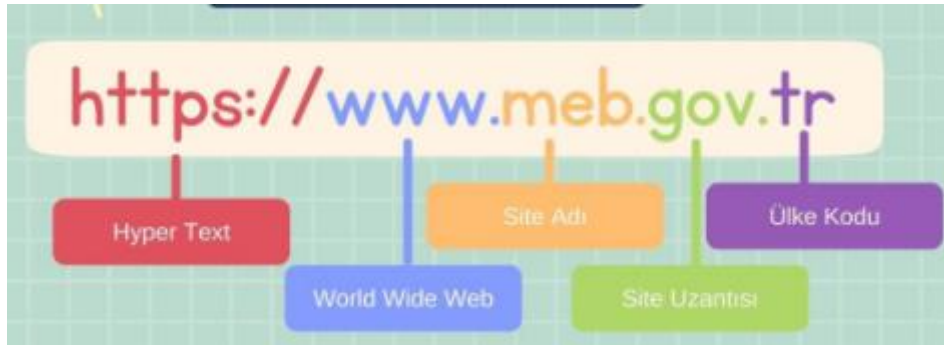 https://www.meb.gov.tr
Hyper Text
World Wide Web
Site Adı
Site Uzantısı
Ülke Kodu